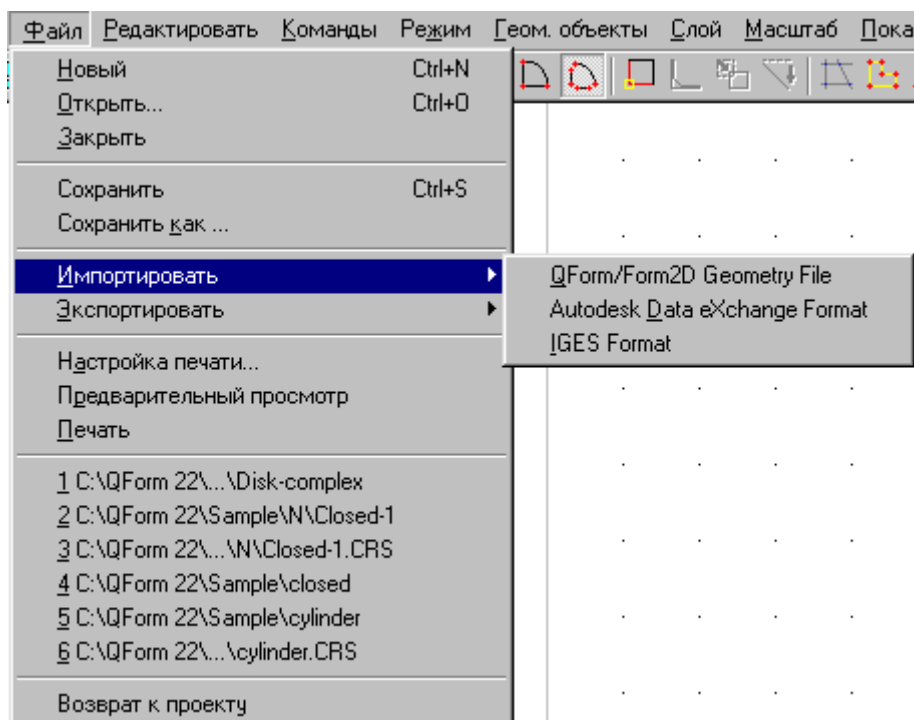 Файл Редактировать Команды Режим Геом. объекты Слой Масштаб Пока
Новый Ctrl+N
Открыть... Ctrl+O
Закрыть
Сохранить Ctrl+S
Сохранить как ...
Импортировать
QForm/Form2D Geometry File
Экспортировать
Autodesk Data eXchange Format
IGES Format
Настройка печати...
Предварительный просмотр
Печать
1 C:\QForm 22\...\Disk-complex
2 C:\QForm 22\Sample\N\Closed-1
3 C:\QForm 22\...\N\Closed-1.CRS
4 C:\QForm 22\Sample\closed
5 C:\QForm 22\Sample\cylinder
6 C:\QForm 22\...\cylinder.CRS
Возврат к проекту